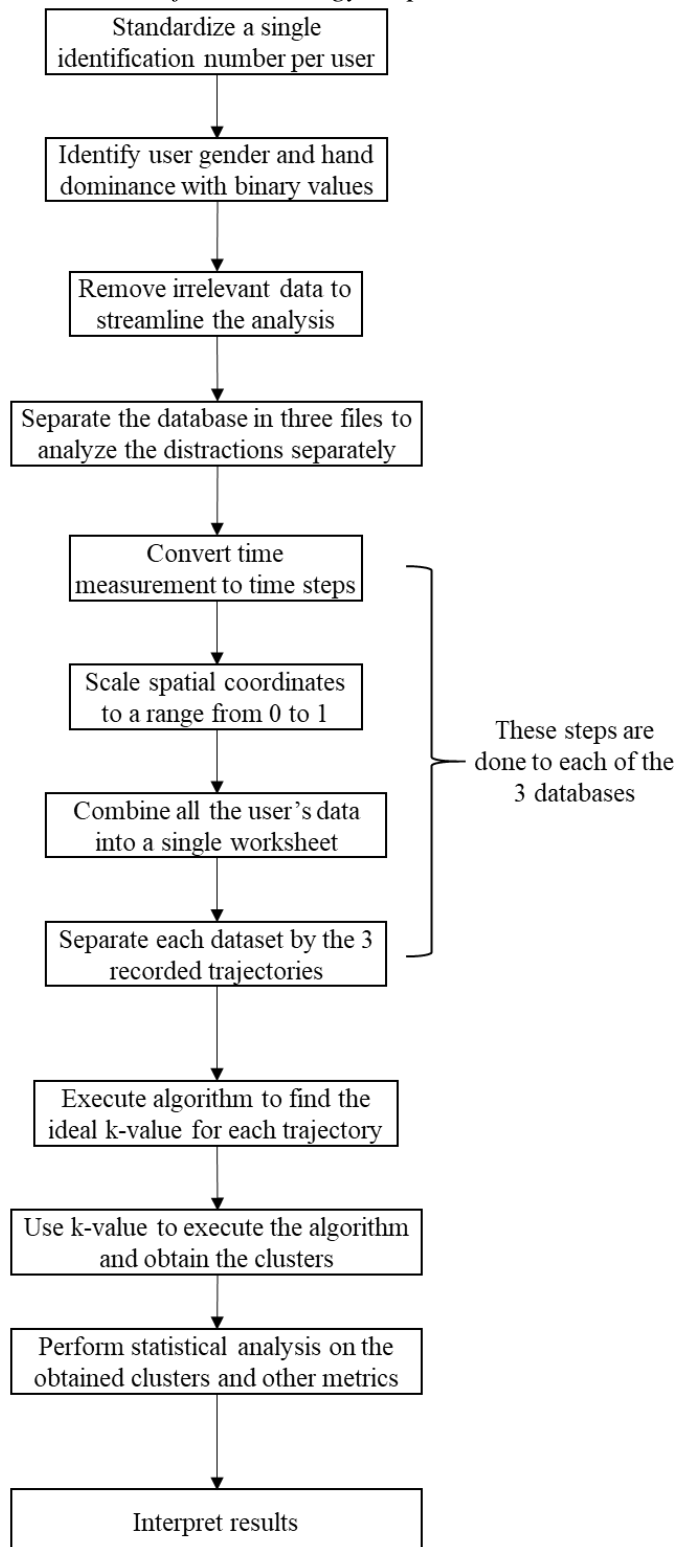 Standardize a single
identification number per user
Identify user gender and hand
dominance with binary values
Remove irrelevant data to
streamline the analysis
Separate the database in three files to
analyze the distractions separately
Convert time
measurement to time steps
Scale spatial coordinates
to a range from 0 to 1
Combine all the user's data
into a single worksheet
Separate each dataset by the 3
recorded trajectories
These steps are
done to each of the
3 databases
Execute algorithm to find the
ideal k-value for each trajectory
Use k-value to execute the algorithm
and obtain the clusters
Perform statistical analysis on the
obtained clusters and other metrics
Interpret results